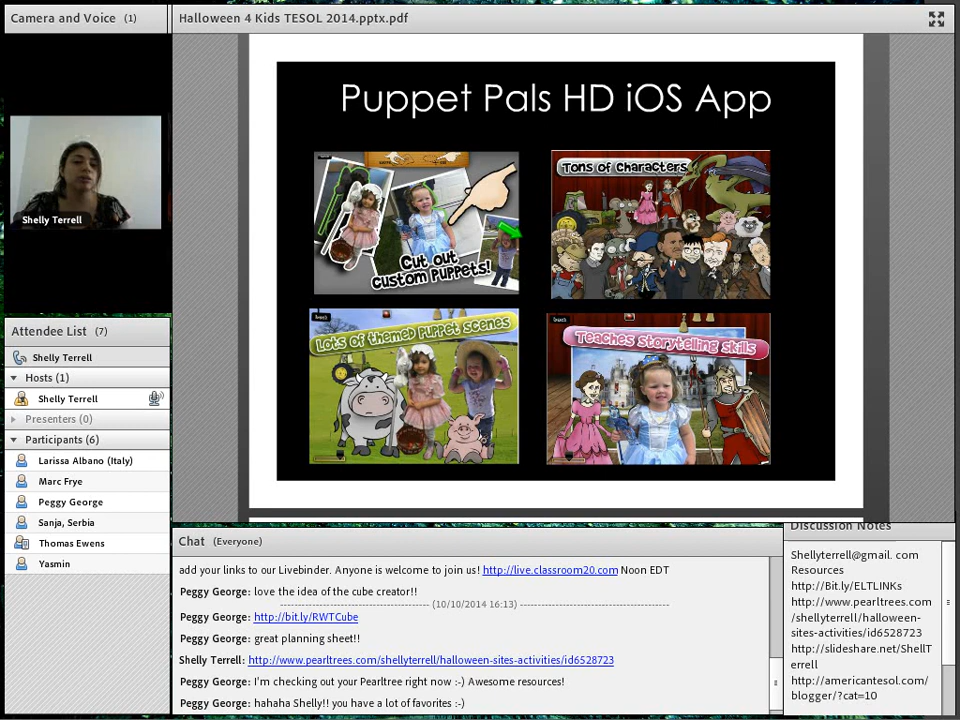 Camera and Voice (1)
Halloween 4 Kids TESOL 2014.pptx.pdf
Shelly Terrell
Puppet Pals HD iOS App
Cut out
custom puppets!
Tons of Characters
Lots of themed puppet scenes
Teaches storytelling skills
Attendee List (7)
Shelly Terrell
Hosts (1)
Shelly Terrell
Presenters (0)
Participants (6)
Larissa Albano (Italy)
Marc Frye
Peggy George
Sanja, Serbia
Thomas Ewens
Yasmin
Chat (Everyone)
add your links to our Livebinder. Anyone is welcome to join us! http://live.classroom20.com Noon EDT
Peggy George: love the idea of the cube creator!!
(10/10/2014 16:13)
Peggy George: http://bit.ly/RWTCube
Peggy George: great planning sheet!!
Shelly Terrell: http://www.pearltrees.com/shellyterrell/halloween-sites-activities/id6528723
Peggy George: I'm checking out your Pearltree right now :-) Awesome resources!
Peggy George: hahaha Shelly!! you have a lot of favorites :-)
Discussion Notes
Shellyterrell@gmail. com
Resources
http://Bit.ly/ELTLINKs
http://www.pearltrees.com
/shellyterrell/halloween-
sites-activities/id6528723
http://slideshare.net/ShellT
errell
http://americantesol.com/
blogger/?cat=10